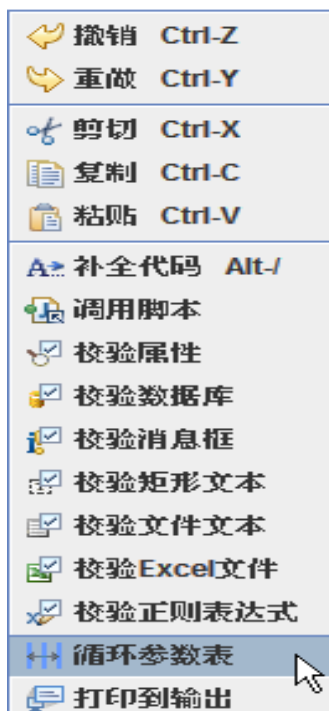 撤销 Ctrl-Z
重做 Ctrl-Y
剪切 Ctrl-X
复制 Ctrl-C
粘贴 Ctrl-V
补全代码 Alt-/
调用脚本
校验属性
校验数据库
校验消息框
校验矩形文本
校验文件文本
校验Excel文件
校验正则表达式
循环参数表
打印到输出